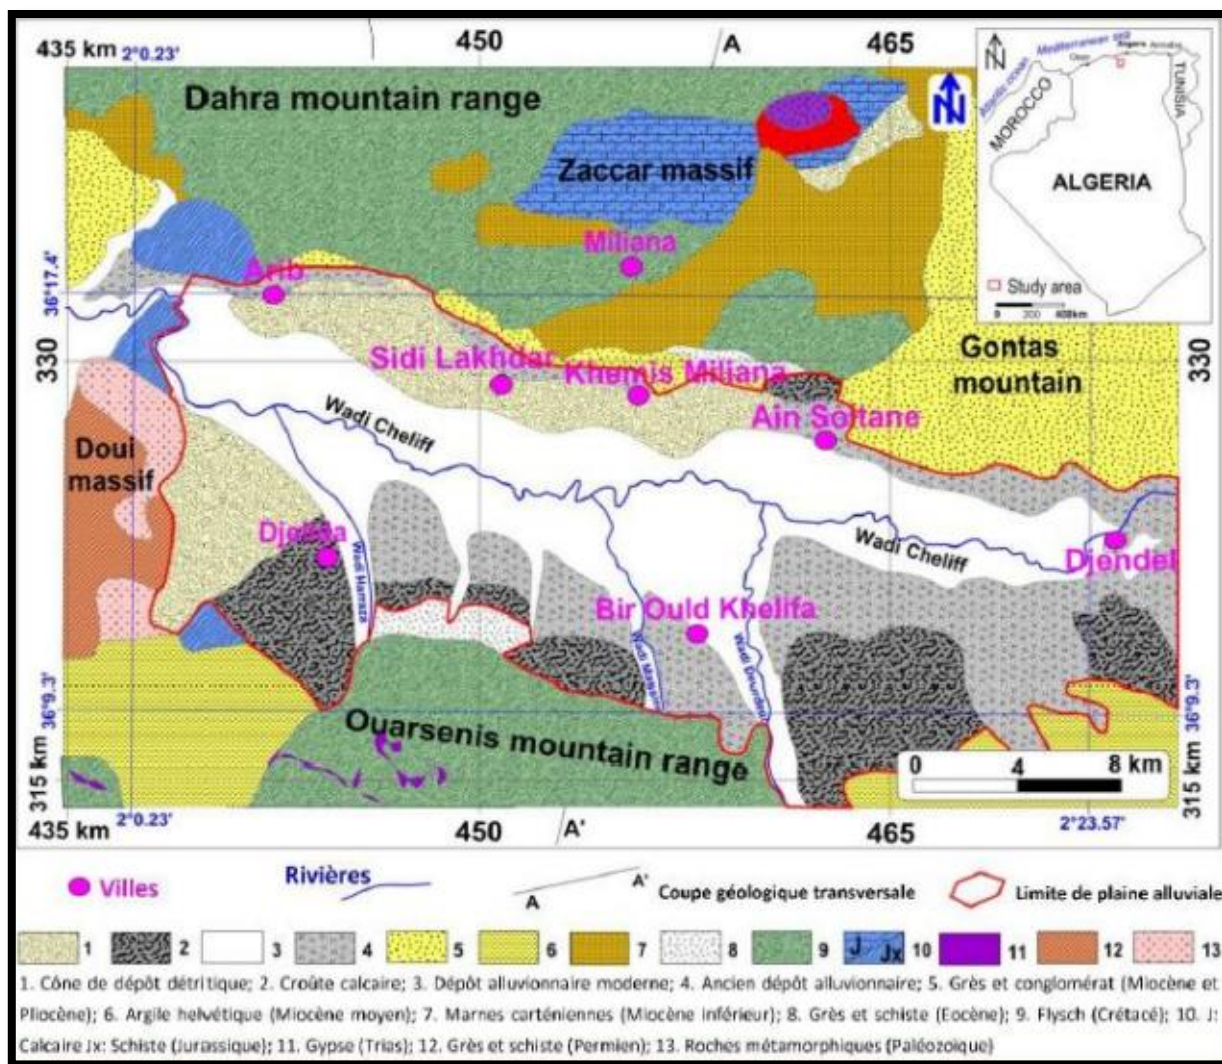 435 km
2°0.23'
450
A
465
N
Mediterranean sea
Algiers
Oran
Atlantic ocean
MOROCCO
TUNISIA
ALGERIA
Study area
0 200 400km
N
Dahra mountain range
Zaccar massif
Miliana
Arib
36°17.4'
330
330
Gontas
mountain
Sidi Lakhdar
Khemis Miliana
Ain Soltane
Wadi Cheliff
Doui
massif
Djelida
Wadi Harraza
Wadi Cheliff
Djendel
Bir Ould Khelifa
Wadi Deurdeur
36°9.3'
36°9.3'
Ouarsenis mountain range
0 4 8 km
315 km
315 km
435 km
2°0.23'
450
A'
465
2°23.57'
Villes
Rivières
A
A'
Coupe géologique transversale
Limite de plaine alluviale
1 2 3 4 5 6 7 8 9 J Jx 10 11 12 13
1. Cône de dépôt détritique; 2. Croûte calcaire; 3. Dépôt alluvionnaire moderne; 4. Ancien dépôt alluvionnaire; 5. Grès et conglomérat (Miocène et
Pliocène); 6. Argile helvétique (Miocène moyen); 7. Marnes carténiennes (Miocène inférieur); 8. Grès et schiste (Eocène); 9. Flysch (Crétacé); 10. J:
Calcaire Jx: Schiste (Jurassique); 11. Gypse (Trias); 12. Grès et schiste (Permien); 13. Roches métamorphiques (Paléozoïque)